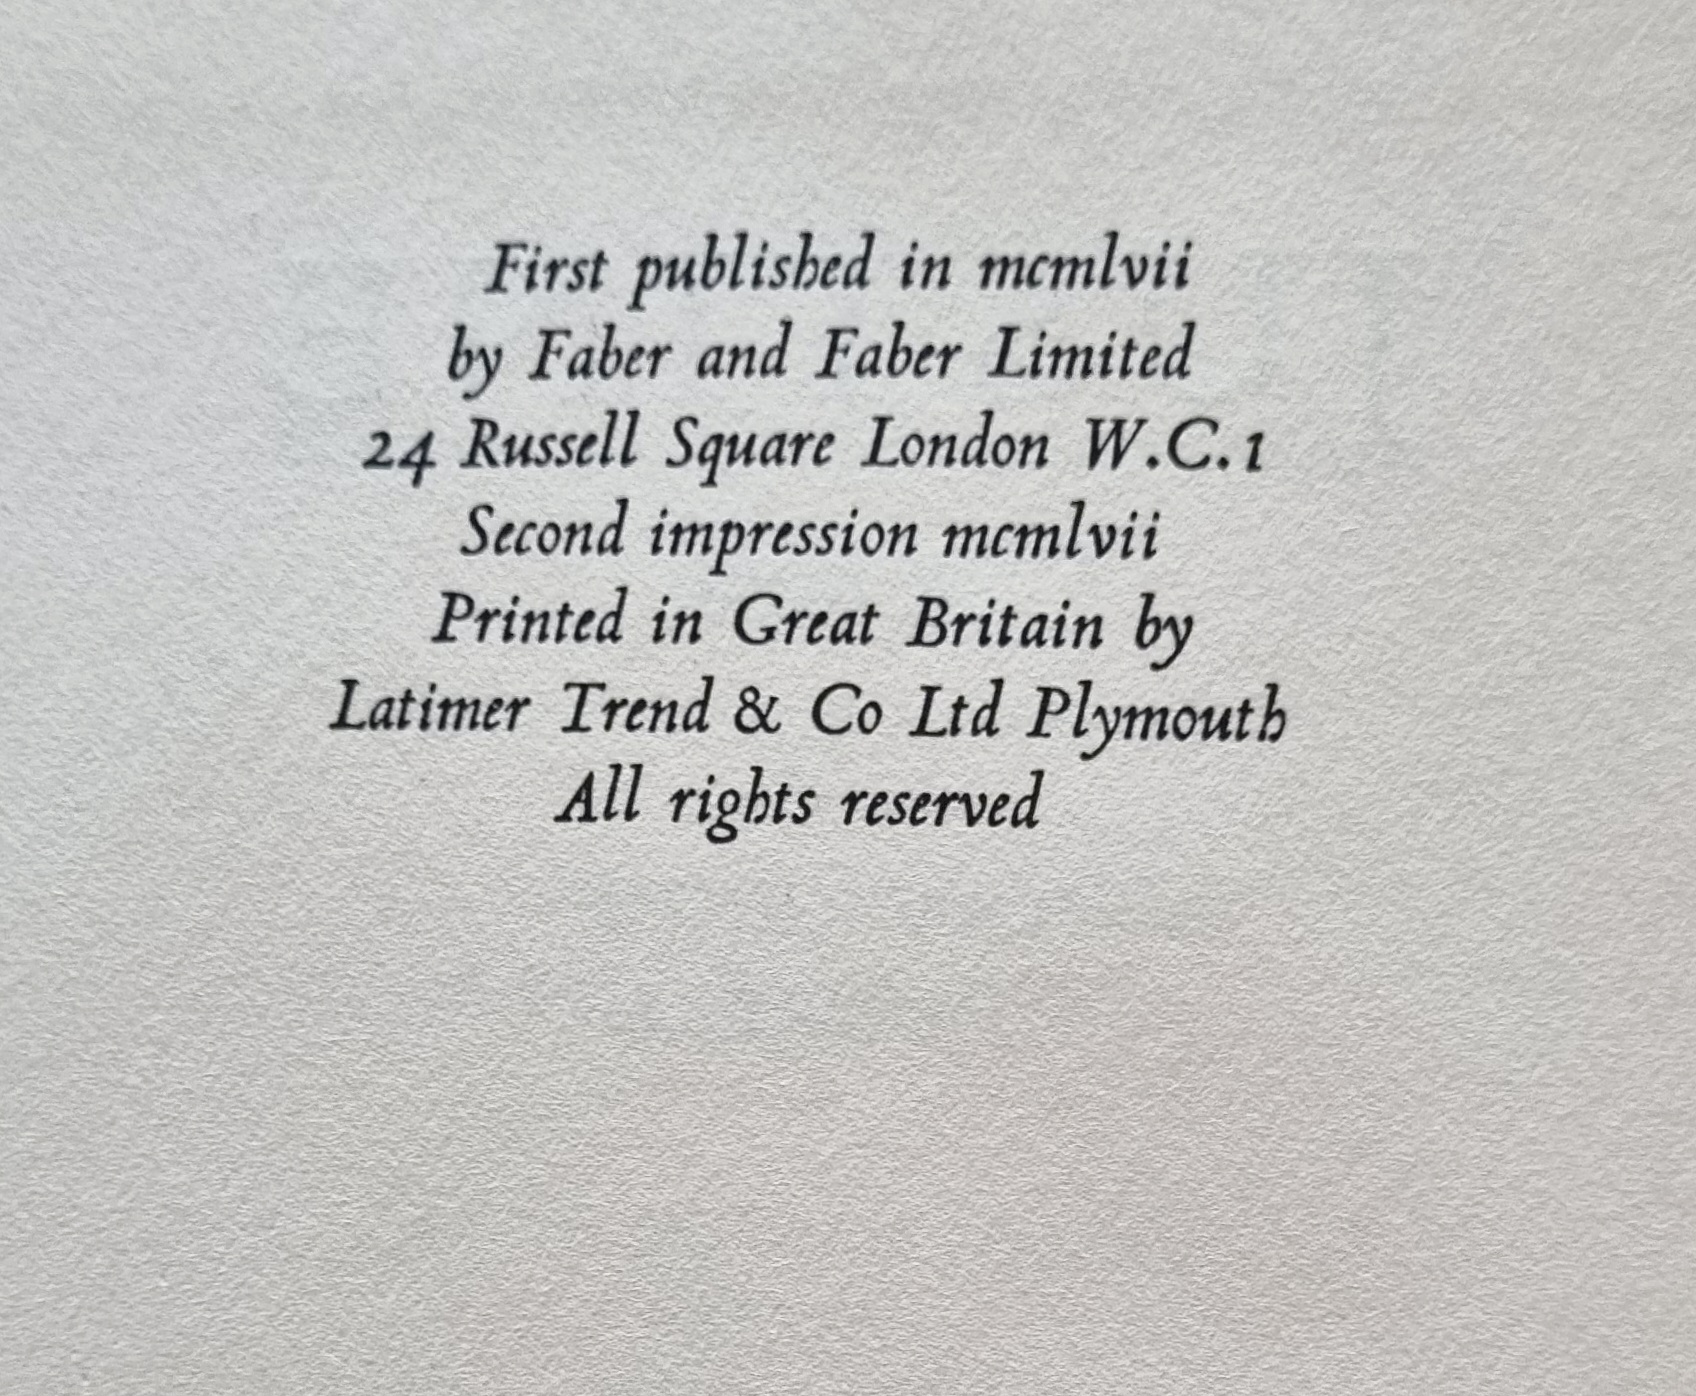 First published in mcmlvii
by Faber and Faber Limited
24 Russell Square London W.C.1
Second impression mcmlvii
Printed in Great Britain by
Latimer Trend & Co Ltd Plymouth
All rights reserved